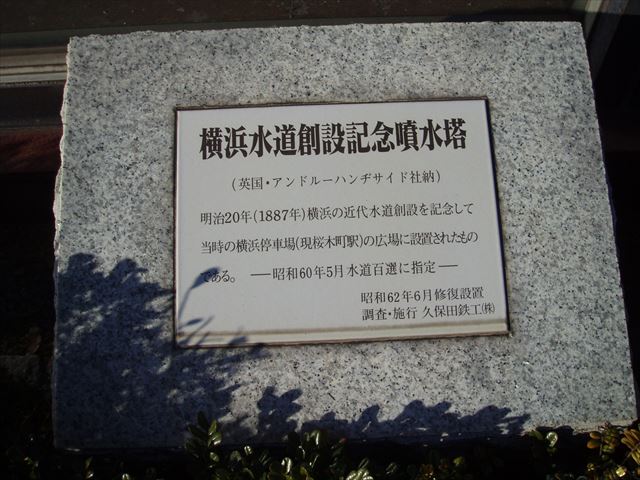 横浜水道創設記念噴水塔
(英国・アンドルーハンヂサイド社納)
明治20年(1887年)横浜の近代水道創設を記念して
当時の横浜停車場(現桜木町駅)の広場に設置されたもの
である。 ―昭和60年5月水道百選に指定―
昭和62年6月修復設置
調査・施行 久保田鉄工㈱